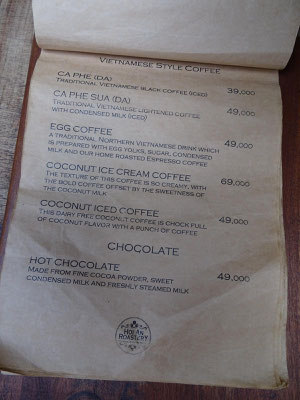 Vietnamese Style Coffee
CA PHE (DA)
Traditional Vietnamese black coffee (iced)
39,000
CA PHE SUA (DA)
Traditional Vietnamese lightened coffee
with condensed milk (iced)
49,000
EGG COFFEE
a traditional Northern Vietnamese drink which
is prepared with egg yolks, sugar, condensed
milk and our home roasted Espresso coffee
49,000
COCONUT ICE CREAM COFFEE
the texture of this coffee is so creamy, with
the bold coffee offset by the sweetness of
the coconut milk
69,000
COCONUT ICED COFFEE
this dairy free coconut coffee is chock full
of coconut flavor with a punch of coffee
49,000
CHOCOLATE
HOT CHOCOLATE
Made from fine cocoa powder, sweet
condensed milk and freshly steamed milk
49,000
HOI AN
ROASTERY